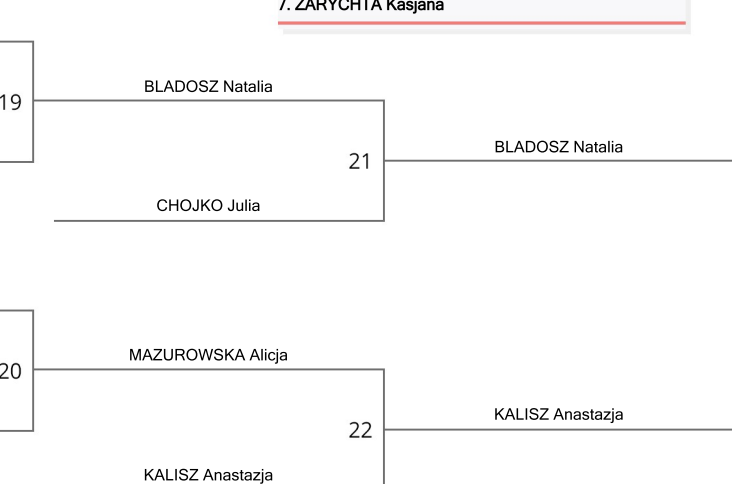 7. ZARYCHTA Kasjana
19
BLADOSZ Natalia
21
BLADOSZ Natalia
CHOJKO Julia
20
MAZUROWSKA Alicja
22
KALISZ Anastazja
KALISZ Anastazja